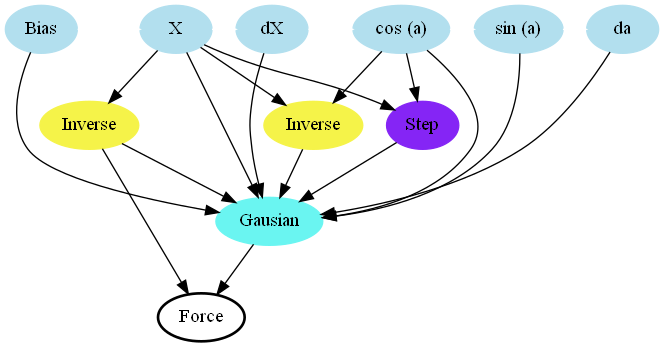 Bias
X
dX
cos (a)
sin (a)
da
Inverse
Inverse
Step
Gausian
Force